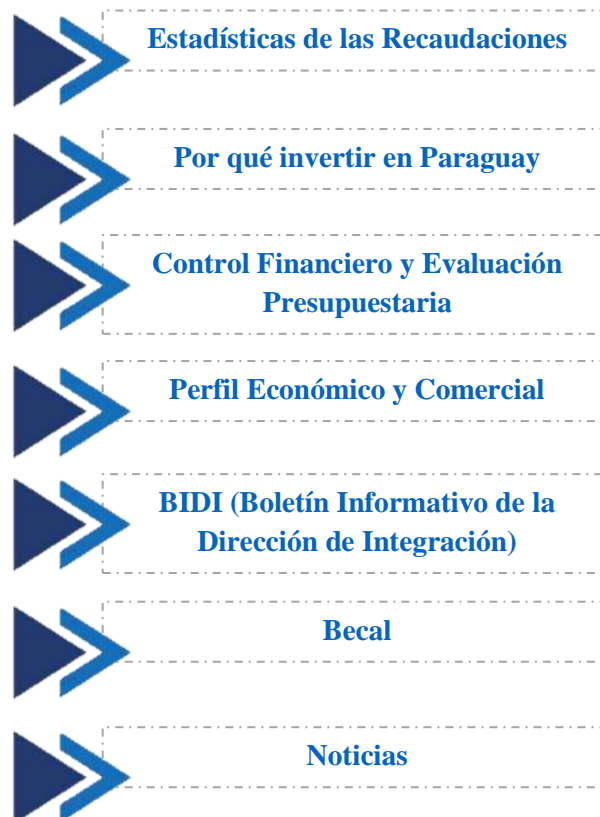 Estadísticas de las Recaudaciones
Por qué invertir en Paraguay
Control Financiero y Evaluación
Presupuestaria
Perfil Económico y Comercial
BIDI (Boletín Informativo de la
Dirección de Integración)
Becal
Noticias